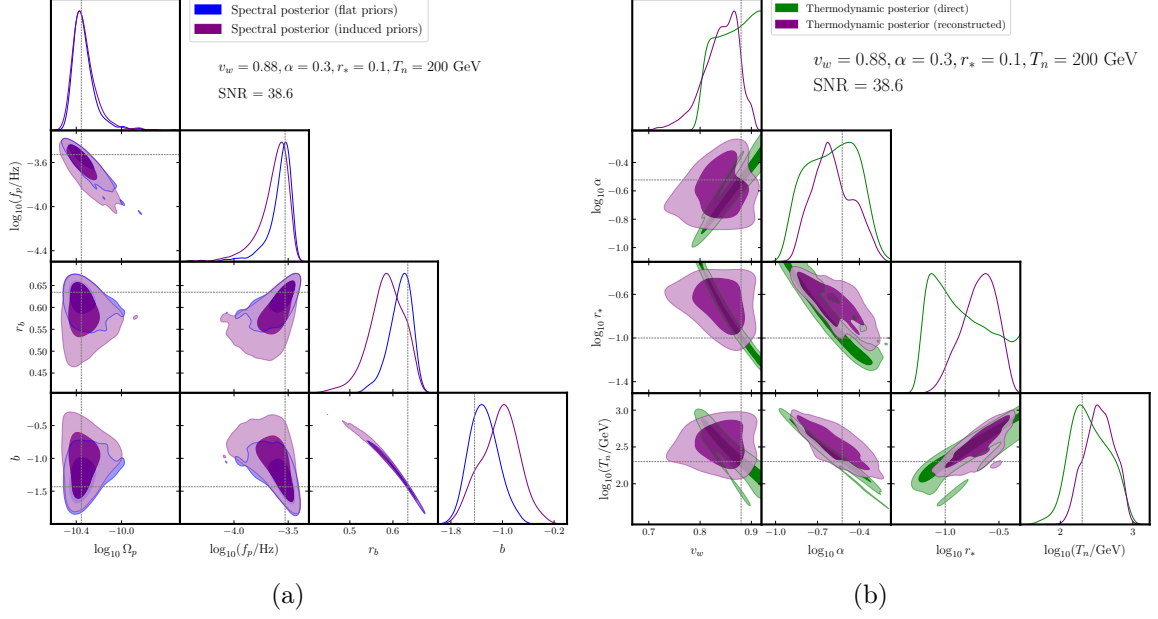 Spectral posterior (flat priors)
Spectral posterior (induced priors)
v_w = 0.88, α = 0.3, r_* = 0.1, T_n = 200 GeV
SNR = 38.6
−3.6
−4.0
−4.4
log₁₀(f_p/Hz)
0.65
0.60
0.55
0.50
0.45
r_b
−0.5
−1.0
−1.5
b
−10.4 −10.0
−4.0 −3.5
0.5 0.6
−1.8 −1.0 −0.2
log₁₀ Ω_p
log₁₀(f_p/Hz)
r_b
b
(a)
Thermodynamic posterior (direct)
Thermodynamic posterior (reconstructed)
v_w = 0.88, α = 0.3, r_* = 0.1, T_n = 200 GeV
SNR = 38.6
−0.4
−0.6
−0.8
−1.0
log₁₀ α
−0.6
−1.0
−1.4
log₁₀ r_*
3.0
2.5
2.0
log₁₀(T_n/GeV)
0.7 0.8 0.9
−1.0 −0.7 −0.4
−1.0 −0.5
2 3
v_w
log₁₀ α
log₁₀ r_*
log₁₀(T_n/GeV)
(b)